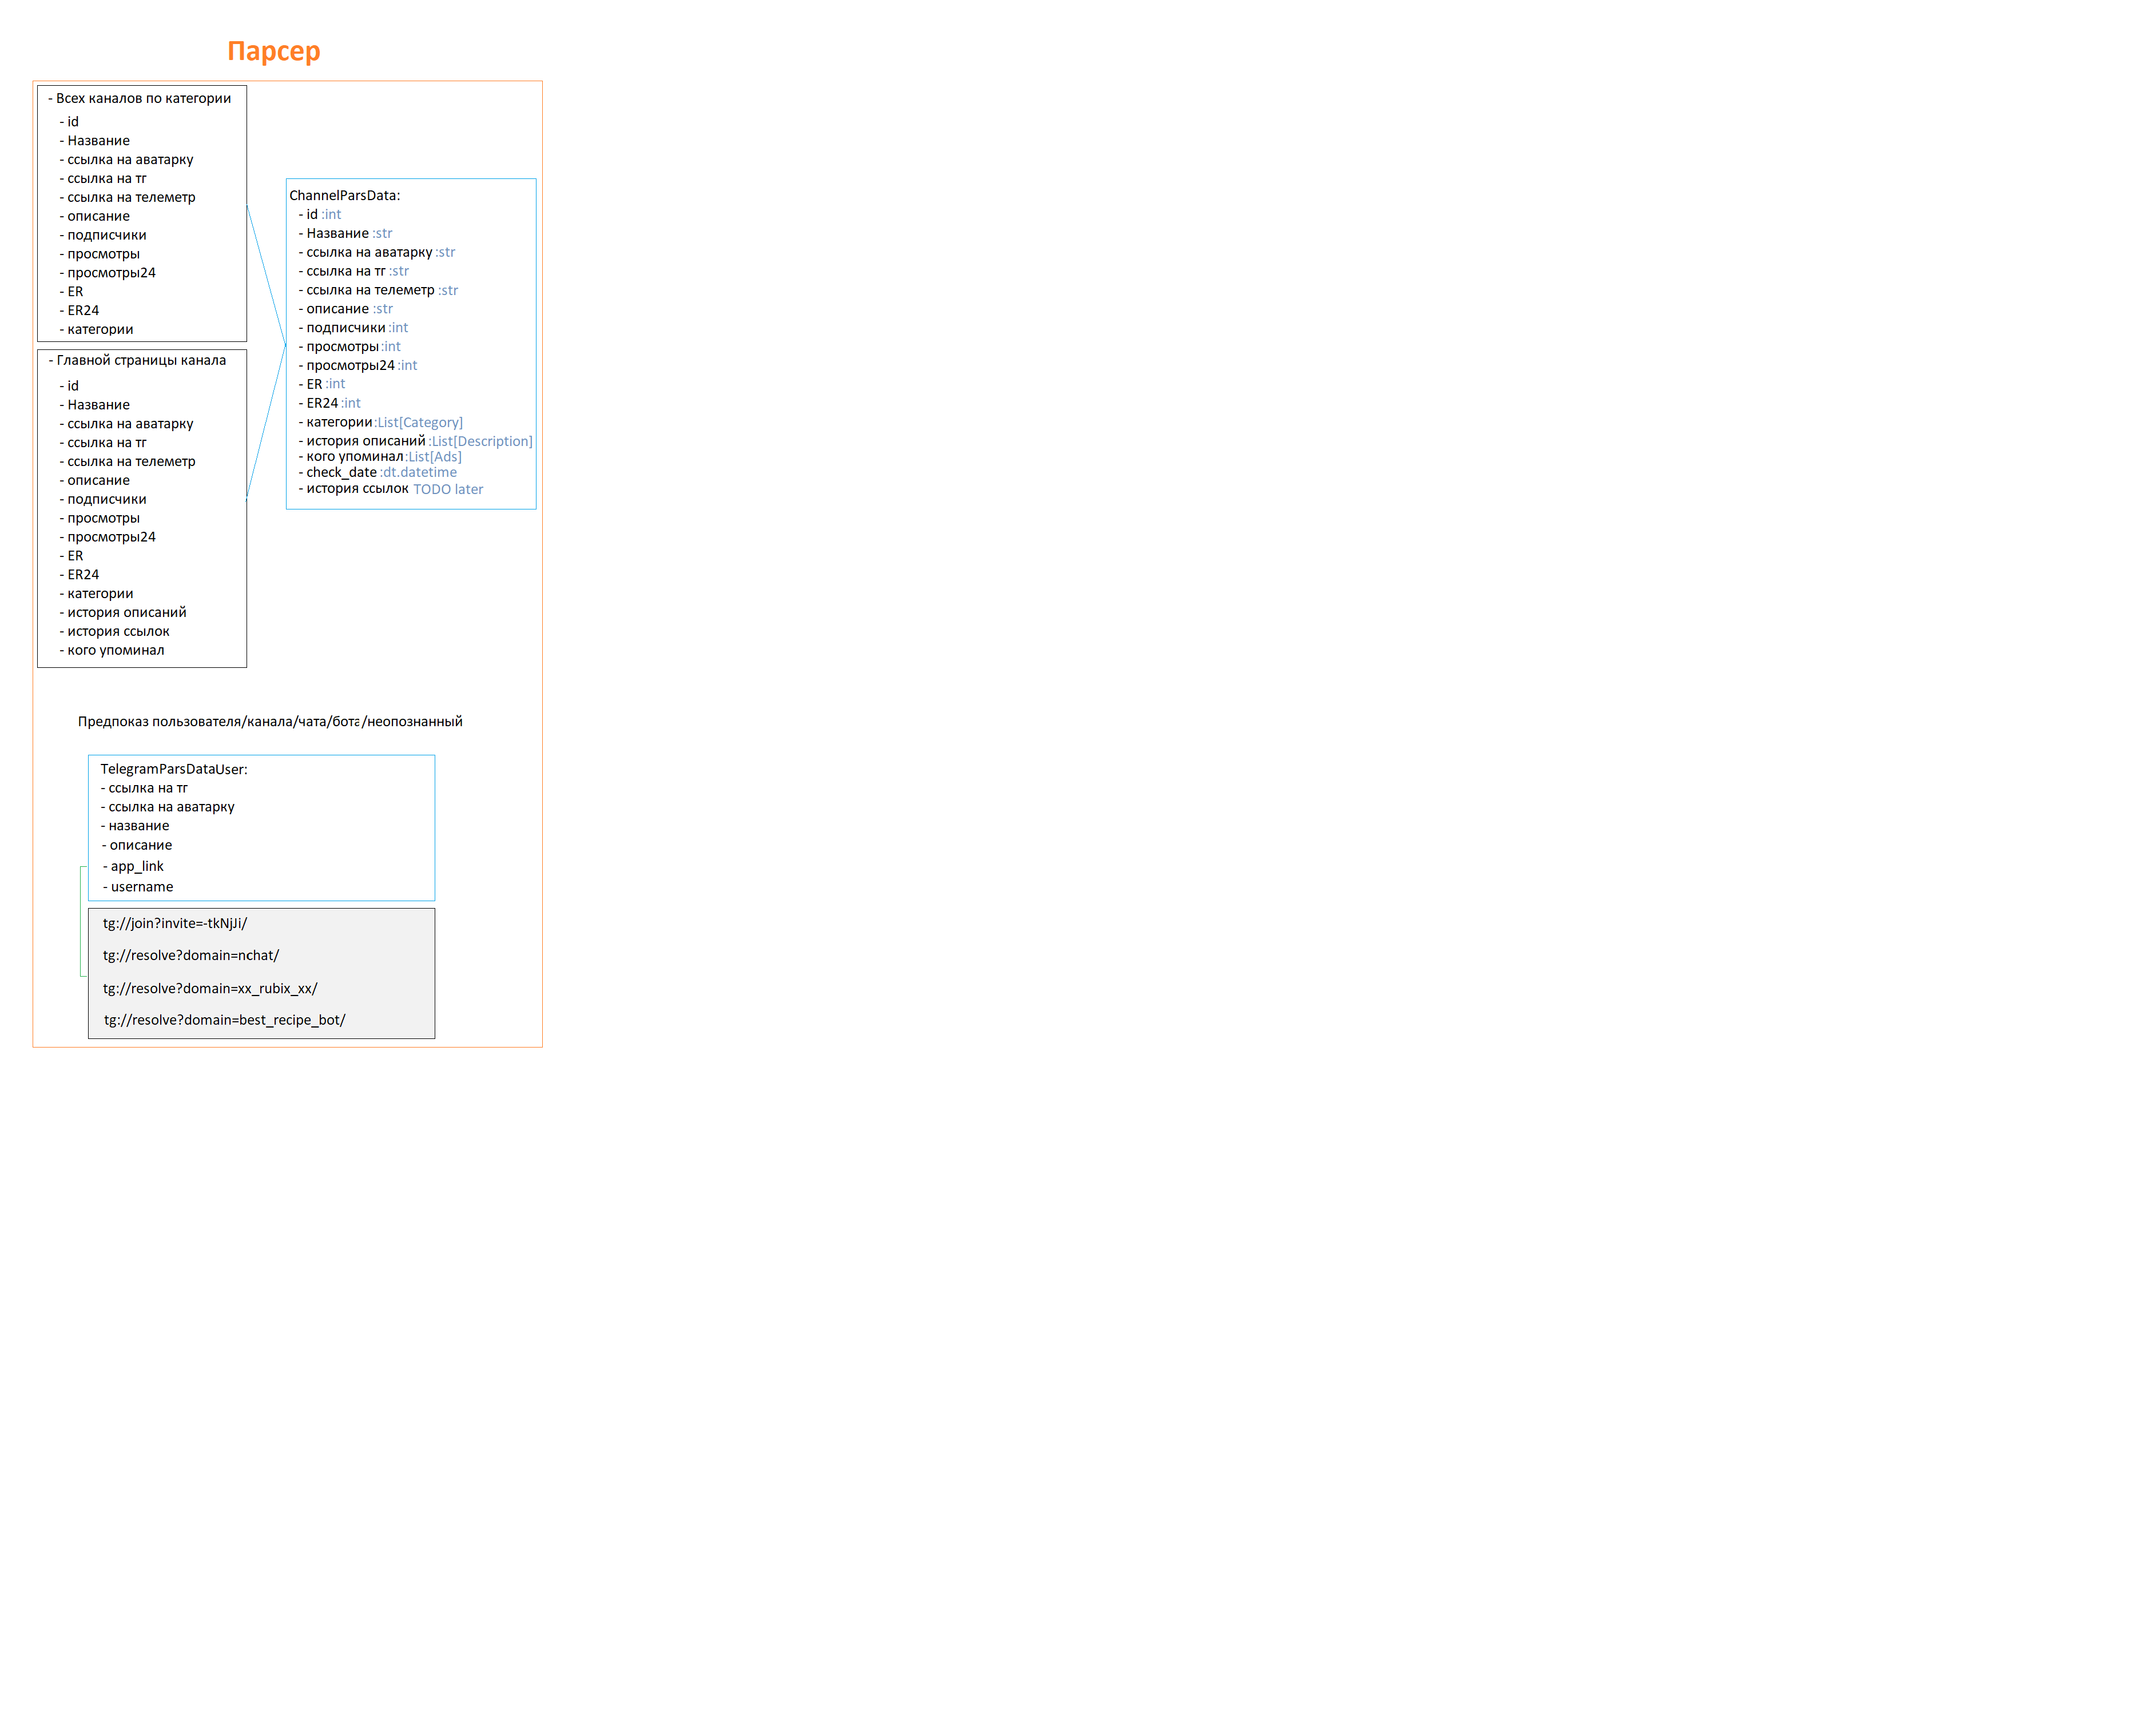 Парсер
- Всех каналов по категории
- id
- Название
- ссылка на аватарку
- ссылка на тг
- ссылка на телеметр
- описание
- подписчики
- просмотры
- просмотры24
- ER
- ER24
- категории
- Главной страницы канала
- id
- Название
- ссылка на аватарку
- ссылка на тг
- ссылка на телеметр
- описание
- подписчики
- просмотры
- просмотры24
- ER
- ER24
- категории
- история описаний
- история ссылок
- кого упоминал
ChannelParsData:
- id :int
- Название :str
- ссылка на аватарку :str
- ссылка на тг :str
- ссылка на телеметр :str
- описание :str
- подписчики :int
- просмотры :int
- просмотры24 :int
- ER :int
- ER24 :int
- категории :List[Category]
- история описаний :List[Description]
- кого упоминал :List[Ads]
- check_date :dt.datetime
- история ссылок TODO later
Предпоказ пользователя/канала/чата/бота/неопознанный
TelegramParsDataUser:
- ссылка на тг
- ссылка на аватарку
- название
- описание
- app_link
- username
tg://join?invite=-tkNjJi/
tg://resolve?domain=nchat/
tg://resolve?domain=xx_rubix_xx/
tg://resolve?domain=best_recipe_bot/